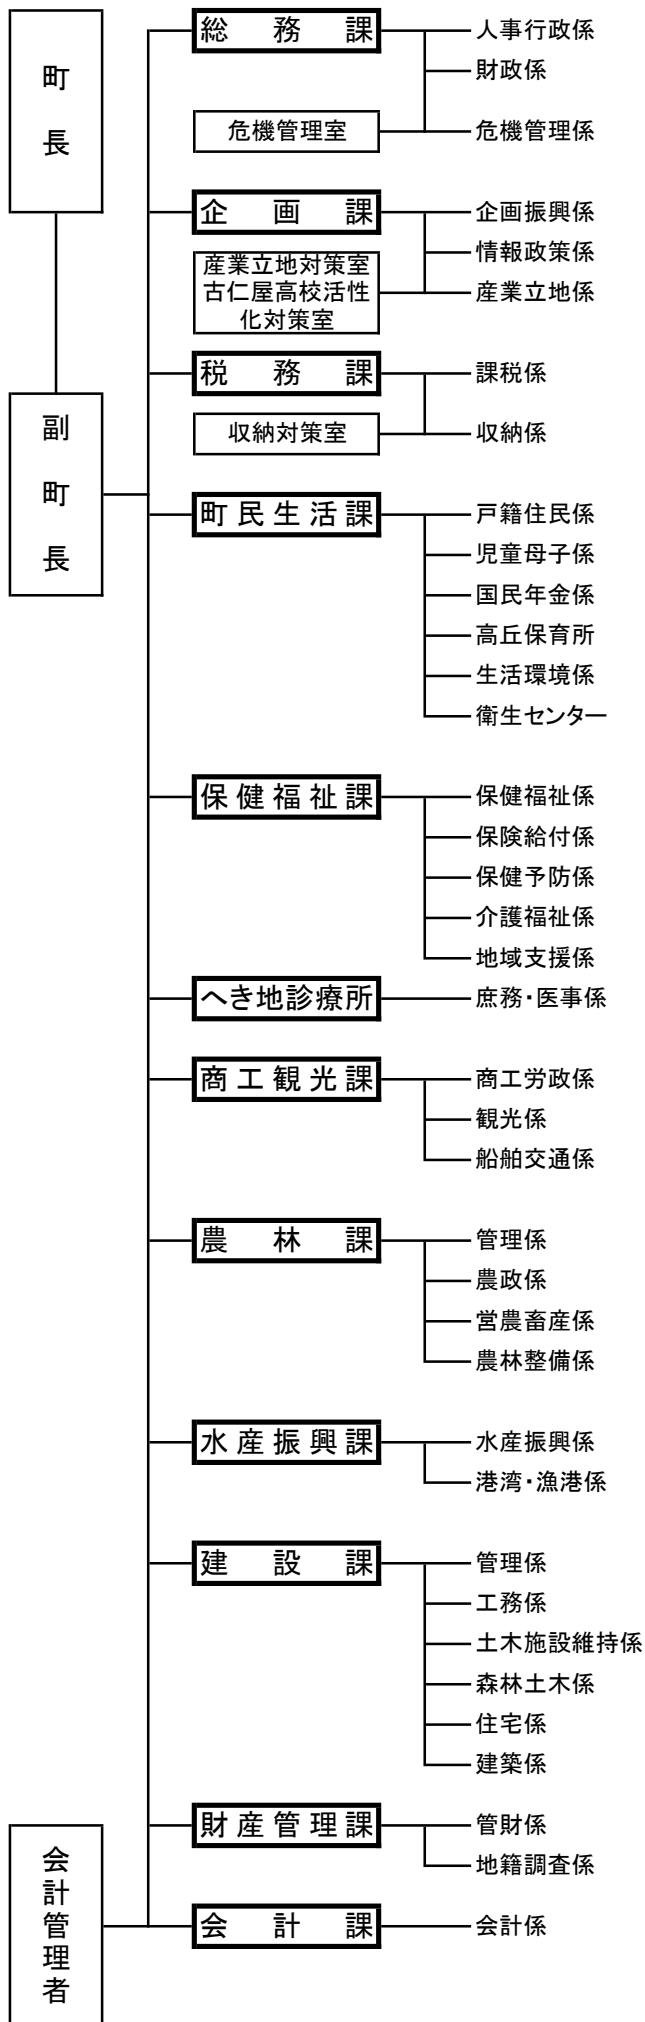 町長
総務課
人事行政係
財政係
危機管理室
危機管理係
企画課
企画振興係
情報政策係
産業立地対策室
古仁屋高校活性
化対策室
産業立地係
税務課
課税係
収納対策室
収納係
副町長
町民生活課
戸籍住民係
児童母子係
国民年金係
高丘保育所
生活環境係
衛生センター
保健福祉課
保健福祉係
保険給付係
保健予防係
介護福祉係
地域支援係
へき地診療所
庶務・医事係
商工観光課
商工労政係
観光係
船舶交通係
農林課
管理係
農政係
営農畜産係
農林整備係
水産振興課
水産振興係
港湾・漁港係
建設課
管理係
工務係
土木施設維持係
森林土木係
住宅係
建築係
財産管理課
管財係
地籍調査係
会計管理者
会計課
会計係